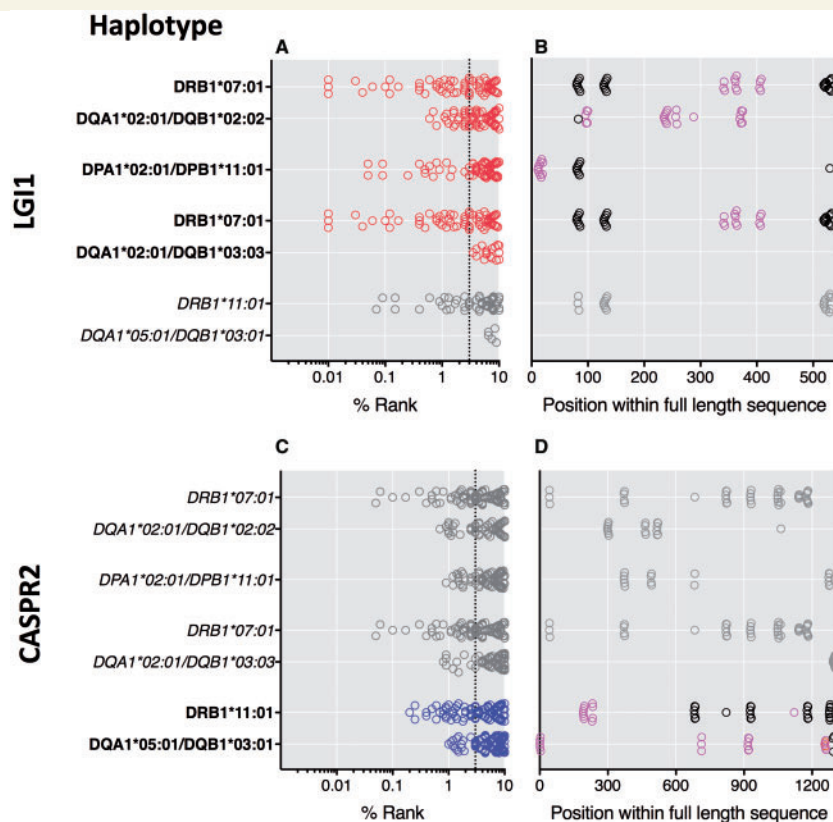 Haplotype
A
B
LGI1
DRB1*07:01
DQA1*02:01/DQB1*02:02
DPA1*02:01/DPB1*11:01
DRB1*07:01
DQA1*02:01/DQB1*03:03
DRB1*11:01
DQA1*05:01/DQB1*03:01
0.01 0.1 1 10
% Rank
0 100 200 300 400 500
Position within full length sequence
C
D
CASPR2
DRB1*07:01
DQA1*02:01/DQB1*02:02
DPA1*02:01/DPB1*11:01
DRB1*07:01
DQA1*02:01/DQB1*03:03
DRB1*11:01
DQA1*05:01/DQB1*03:01
0.01 0.1 1 10
% Rank
0 300 600 900 1200
Position within full length sequence